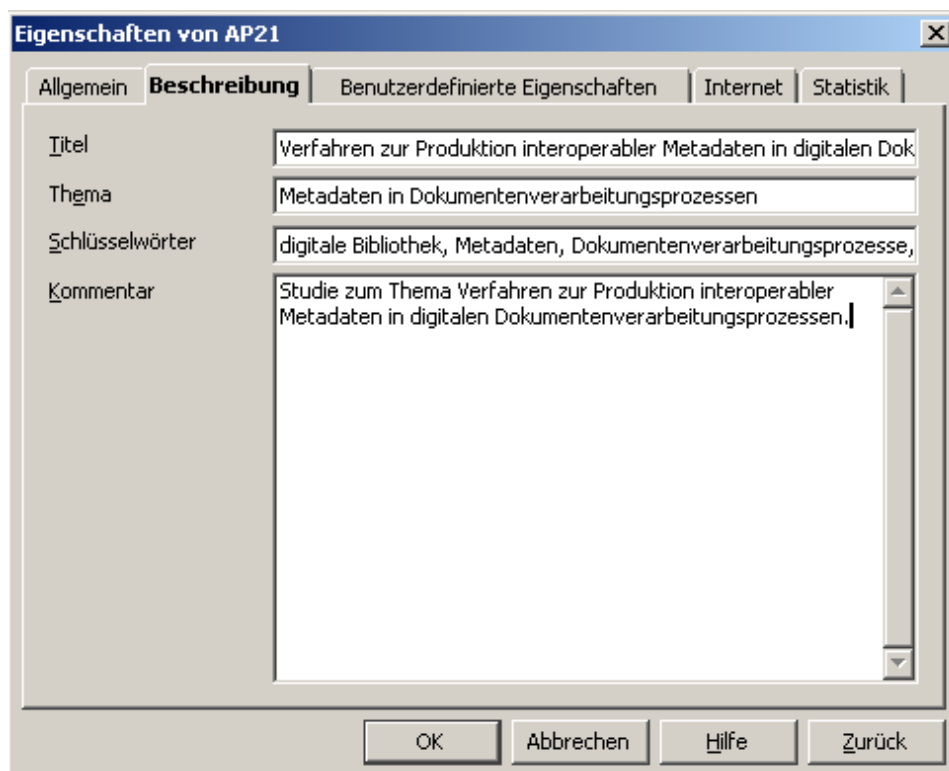 Eigenschaften von AP21
Allgemein Beschreibung Benutzerdefinierte Eigenschaften Internet Statistik
Titel Verfahren zur Produktion interoperabler Metadaten in digitalen Dok
Thema Metadaten in Dokumentenverarbeitungsprozessen
Schlüsselwörter digitale Bibliothek, Metadaten, Dokumentenverarbeitungsprozesse,
Kommentar Studie zum Thema Verfahren zur Produktion interoperabler
Metadaten in digitalen Dokumentenverarbeitungsprozessen.
OK Abbrechen Hilfe Zurück